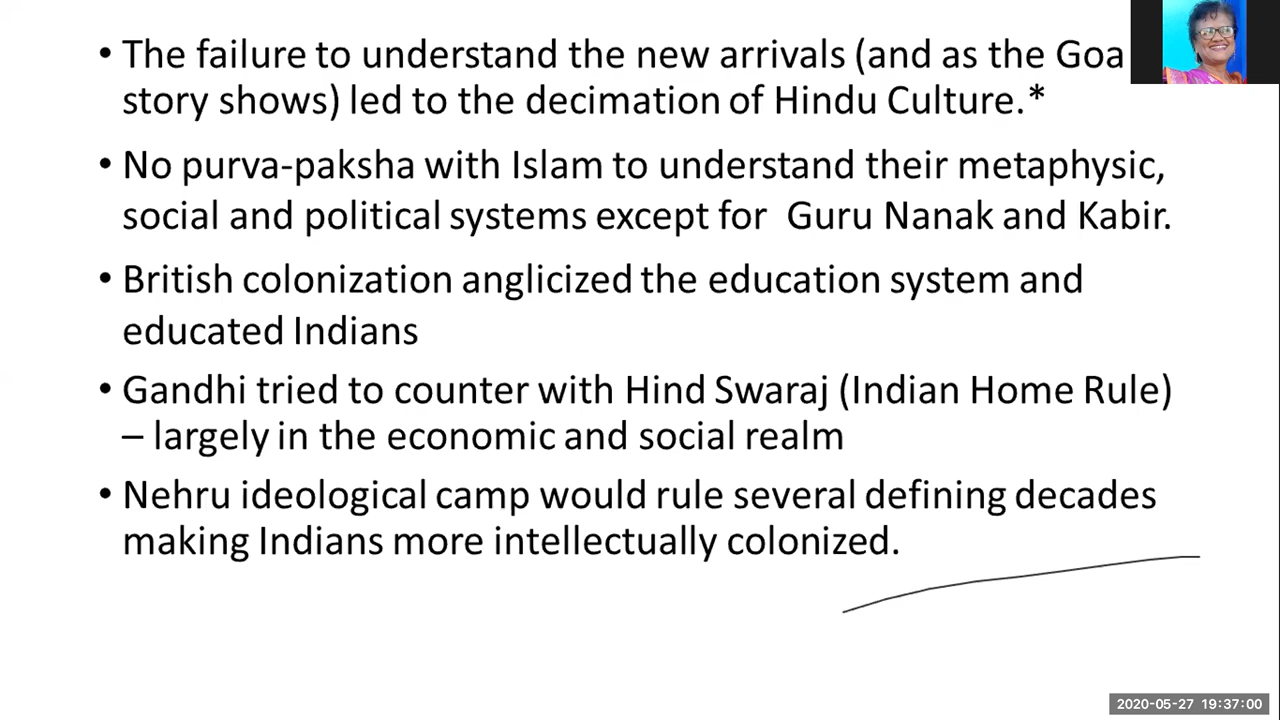 • The failure to understand the new arrivals (and as the Goa
story shows) led to the decimation of Hindu Culture.*
• No purva-paksha with Islam to understand their metaphysic,
social and political systems except for Guru Nanak and Kabir.
• British colonization anglicized the education system and
educated Indians
• Gandhi tried to counter with Hind Swaraj (Indian Home Rule)
– largely in the economic and social realm
• Nehru ideological camp would rule several defining decades
making Indians more intellectually colonized.
2020-05-27 19:37:00